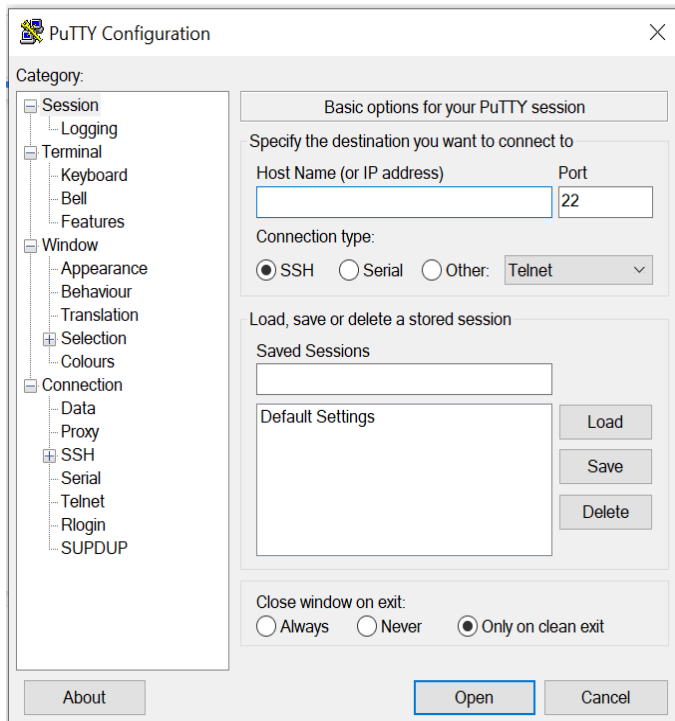 PuTTY Configuration
Category:
Session
Logging
Terminal
Keyboard
Bell
Features
Window
Appearance
Behaviour
Translation
Selection
Colours
Connection
Data
Proxy
SSH
Serial
Telnet
Rlogin
SUPDUP
Basic options for your PuTTY session
Specify the destination you want to connect to
Host Name (or IP address) Port
22
Connection type:
SSH Serial Other: Telnet
Load, save or delete a stored session
Saved Sessions
Default Settings
Load
Save
Delete
Close window on exit:
Always Never Only on clean exit
About Open Cancel